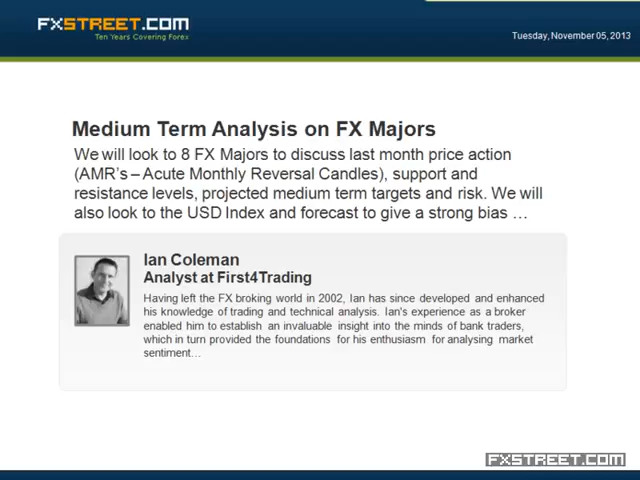 FXSTREET.COM
Ten Years Covering Forex
Tuesday, November 05, 2013
Medium Term Analysis on FX Majors
We will look to 8 FX Majors to discuss last month price action
(AMR's – Acute Monthly Reversal Candles), support and
resistance levels, projected medium term targets and risk. We will
also look to the USD Index and forecast to give a strong bias …
Ian Coleman
Analyst at First4Trading
Having left the FX broking world in 2002, Ian has since developed and enhanced
his knowledge of trading and technical analysis. Ian's experience as a broker
enabled him to establish an invaluable insight into the minds of bank traders,
which in turn provided the foundations for his enthusiasm for analysing market
sentiment…
FXSTREET.COM